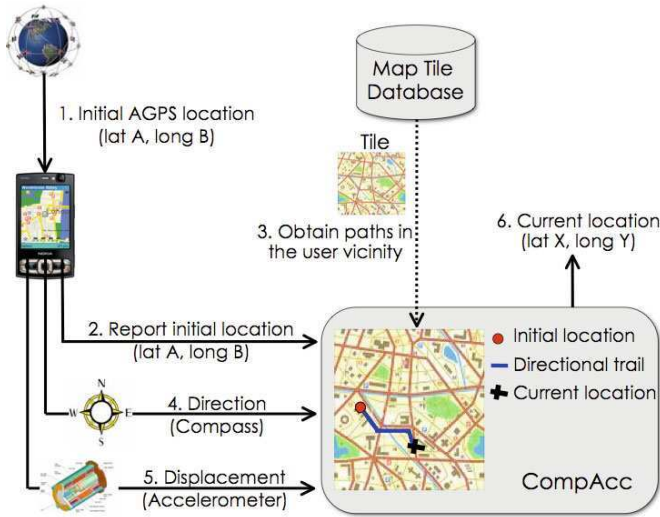 1. Initial AGPS location
(lat A, long B)
Map Tile
Database
Tile
3. Obtain paths in
the user vicinity
6. Current location
(lat X, long Y)
2. Report initial location
(lat A, long B)
Initial location
Directional trail
Current location
N
W
E
S
4. Direction
(Compass)
5. Displacement
(Accelerometer)
CompAcc